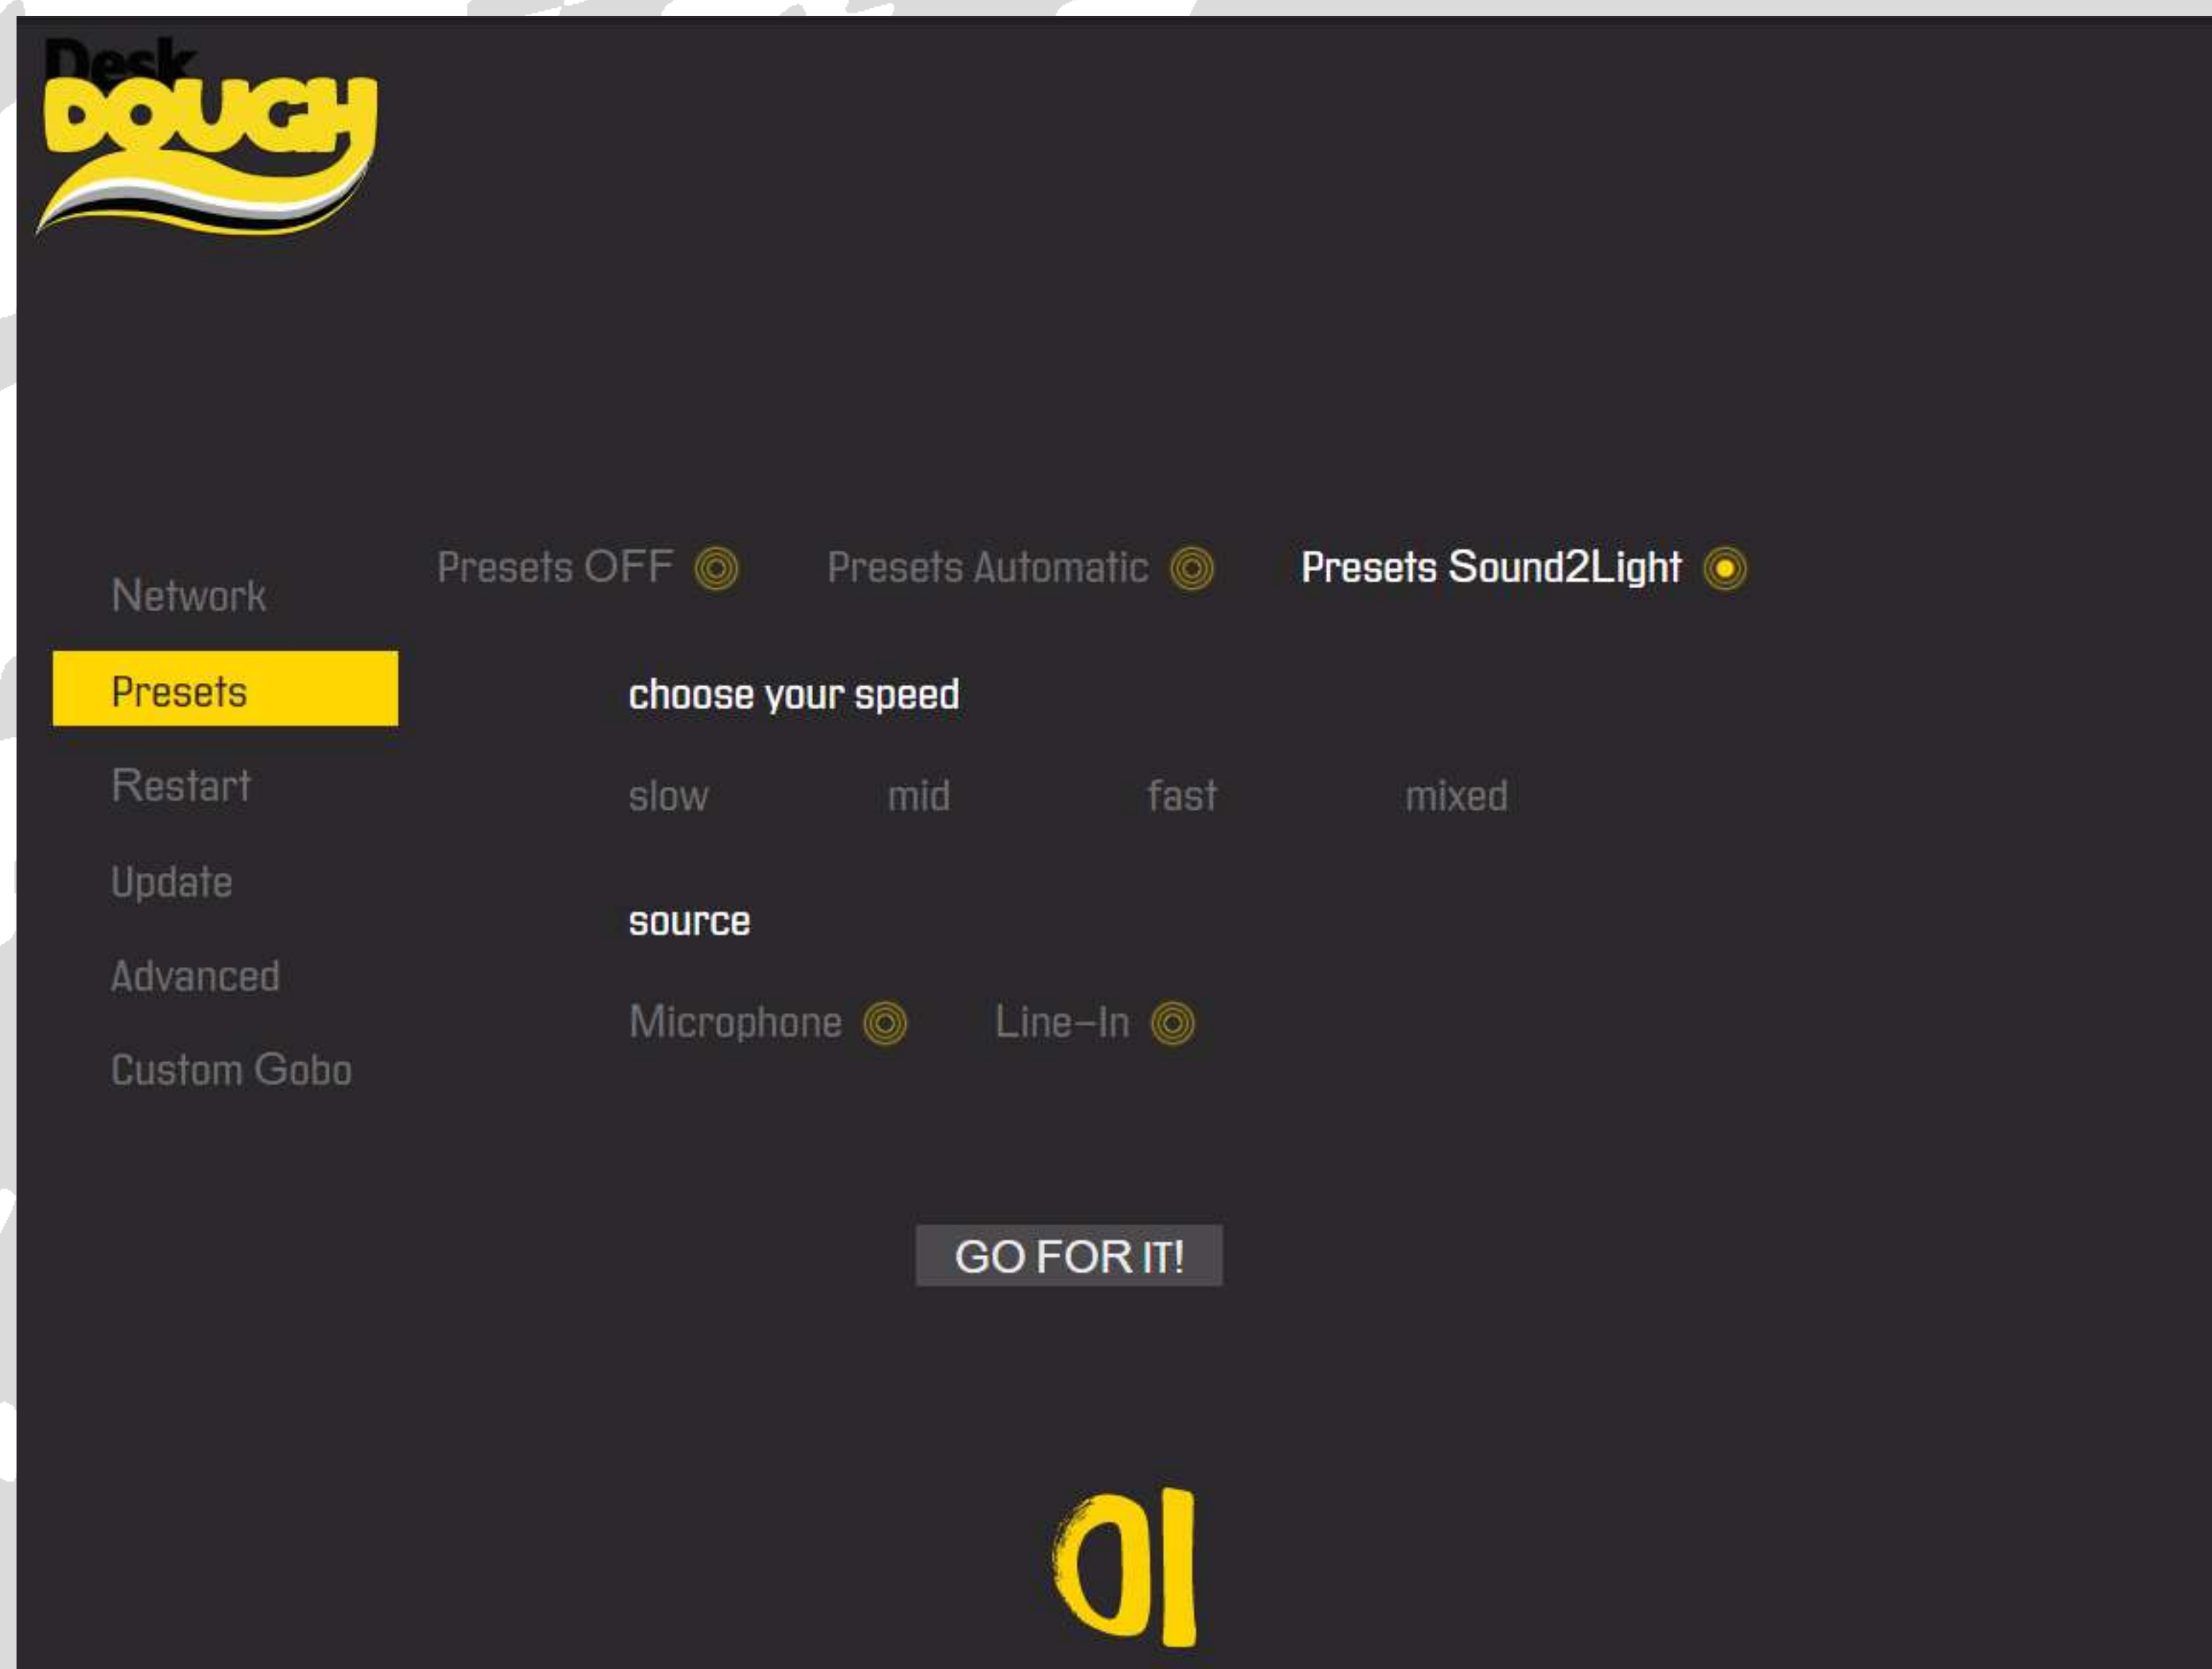 Desk
DOUGH
Presets OFF Presets Automatic Presets Sound2Light
Network
Presets
choose your speed
Restart
slow mid fast mixed
Update
source
Advanced
Microphone Line-In
Custom Gobo
GO FOR IT!